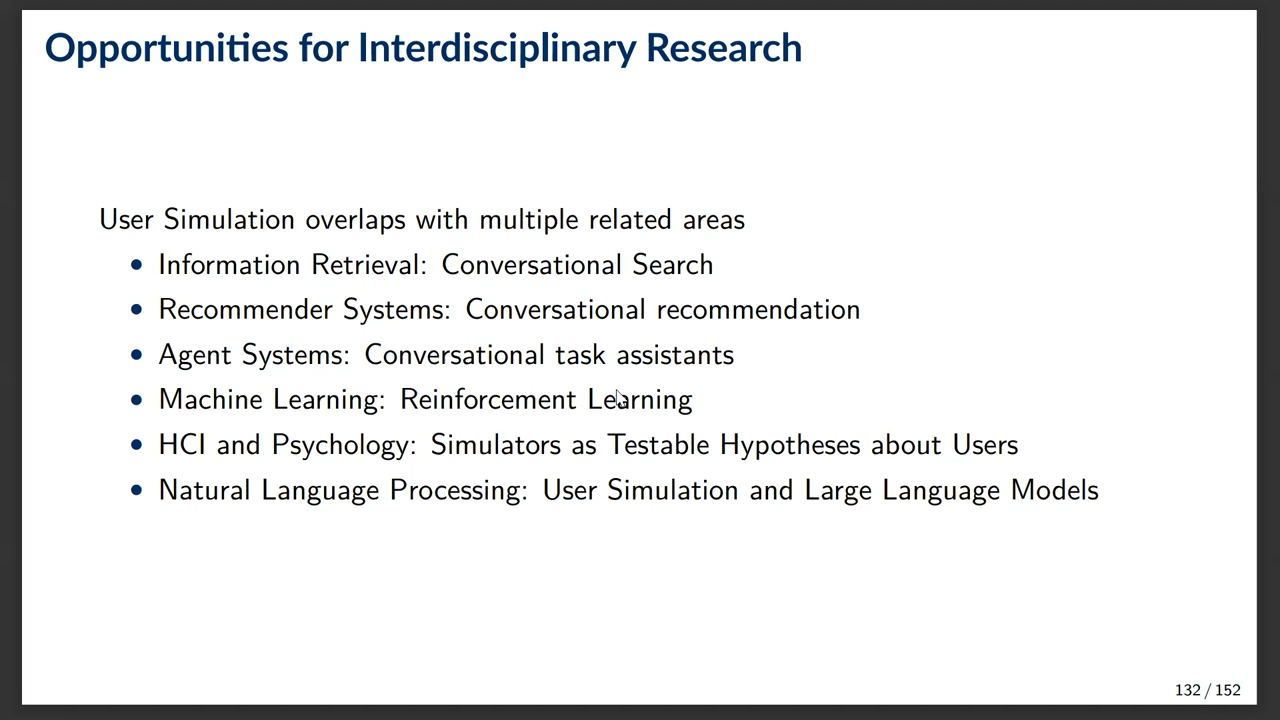 Opportunities for Interdisciplinary Research
User Simulation overlaps with multiple related areas
• Information Retrieval: Conversational Search
• Recommender Systems: Conversational recommendation
• Agent Systems: Conversational task assistants
• Machine Learning: Reinforcement Learning
• HCI and Psychology: Simulators as Testable Hypotheses about Users
• Natural Language Processing: User Simulation and Large Language Models
132 / 152